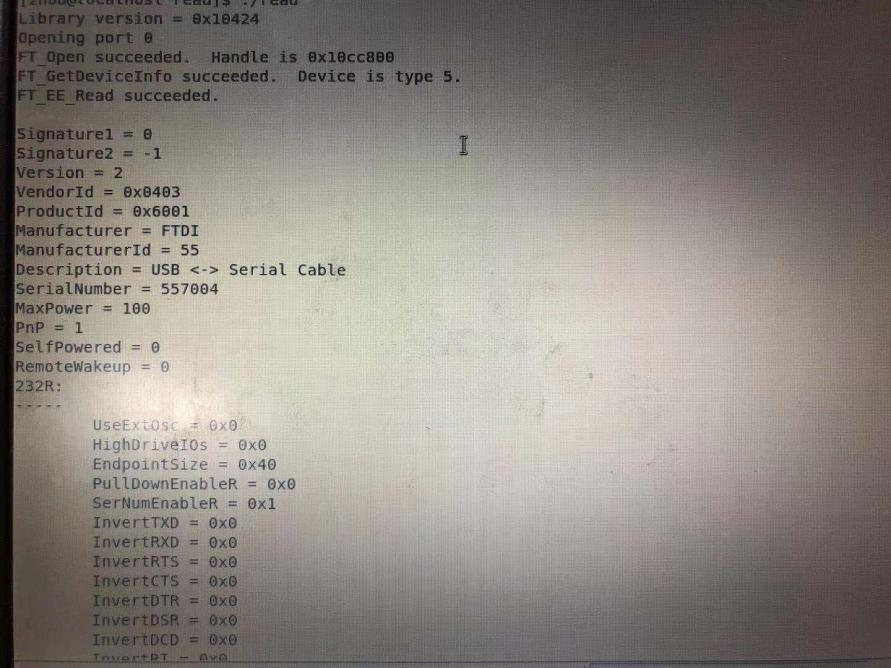 [zhou@localhost read]$ ./read
Library version = 0x10424
Opening port 0
FT_Open succeeded.  Handle is 0x10cc800
FT_GetDeviceInfo succeeded.  Device is type 5.
FT_EE_Read succeeded.

Signature1 = 0
Signature2 = -1
Version = 2
VendorId = 0x0403
ProductId = 0x6001
Manufacturer = FTDI
ManufacturerId = 55
Description = USB <-> Serial Cable
SerialNumber = 557004
MaxPower = 100
PnP = 1
SelfPowered = 0
RemoteWakeup = 0
232R:
-----
        UseExtOsc = 0x0
        HighDriveIOs = 0x0
        EndpointSize = 0x40
        PullDownEnableR = 0x0
        SerNumEnableR = 0x1
        InvertTXD = 0x0
        InvertRXD = 0x0
        InvertRTS = 0x0
        InvertCTS = 0x0
        InvertDTR = 0x0
        InvertDSR = 0x0
        InvertDCD = 0x0
        InvertRI = 0x0